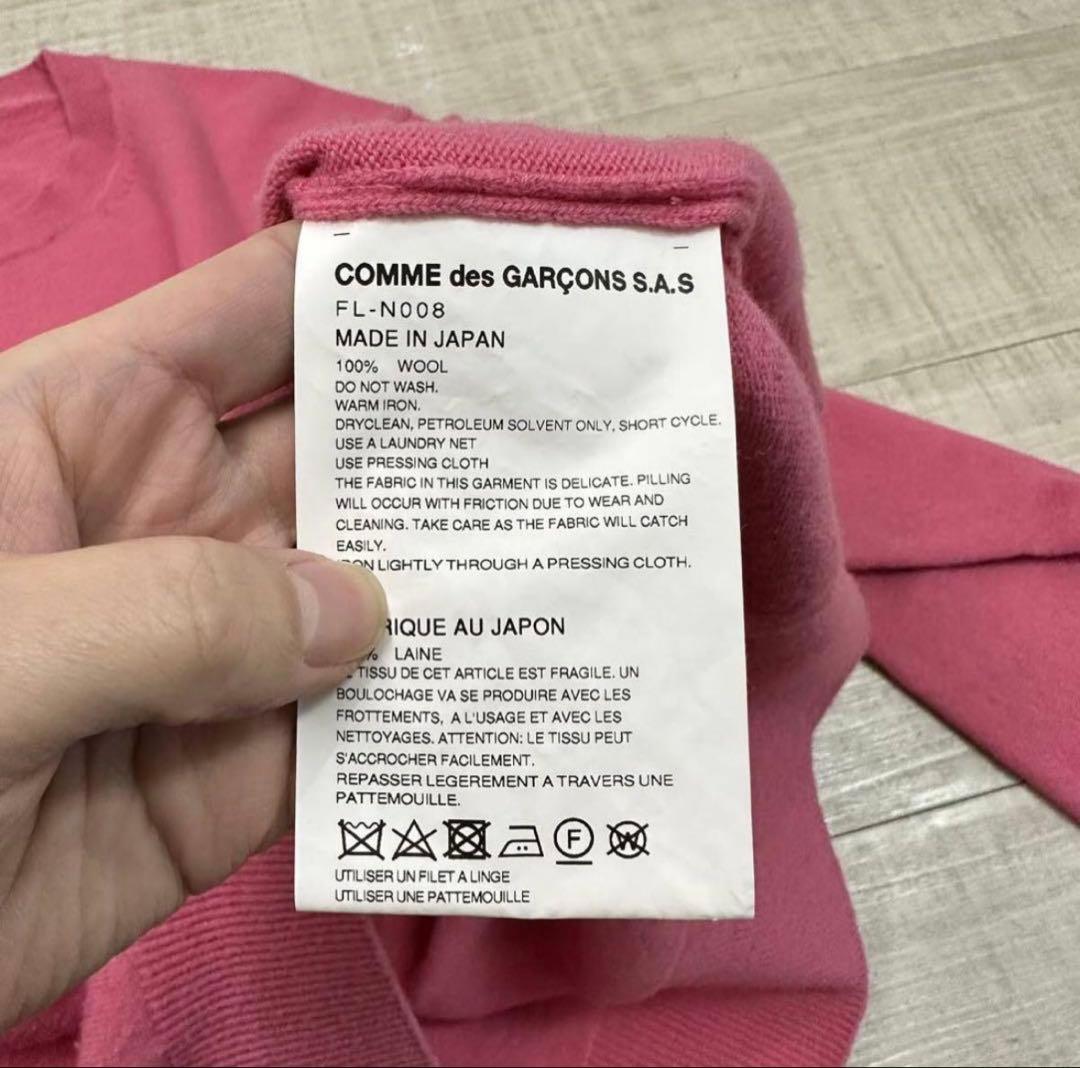 COMME des GARÇONS S.A.S
FL-N008
MADE IN JAPAN
100% WOOL
DO NOT WASH.
WARM IRON.
DRYCLEAN, PETROLEUM SOLVENT ONLY, SHORT CYCLE.
USE A LAUNDRY NET
USE PRESSING CLOTH
THE FABRIC IN THIS GARMENT IS DELICATE. PILLING
WILL OCCUR WITH FRICTION DUE TO WEAR AND
CLEANING. TAKE CARE AS THE FABRIC WILL CATCH
EASILY.
LIGHTLY THROUGH A PRESSING CLOTH.
AU JAPON
LAINE
TISSU DE CET ARTICLE EST FRAGILE. UN
BOULOCHAGE VA SE PRODUIRE AVEC LES
FROTTEMENTS, A L'USAGE ET AVEC LES
NETTOYAGES. ATTENTION: LE TISSU PEUT
S'ACCROCHER FACILEMENT.
REPASSER LEGEREMENT A TRAVERS UNE
PATTEMOUILLE.
F W
UTILISER UN FILET A LINGE
UTILISER UNE PATTEMOUILLE